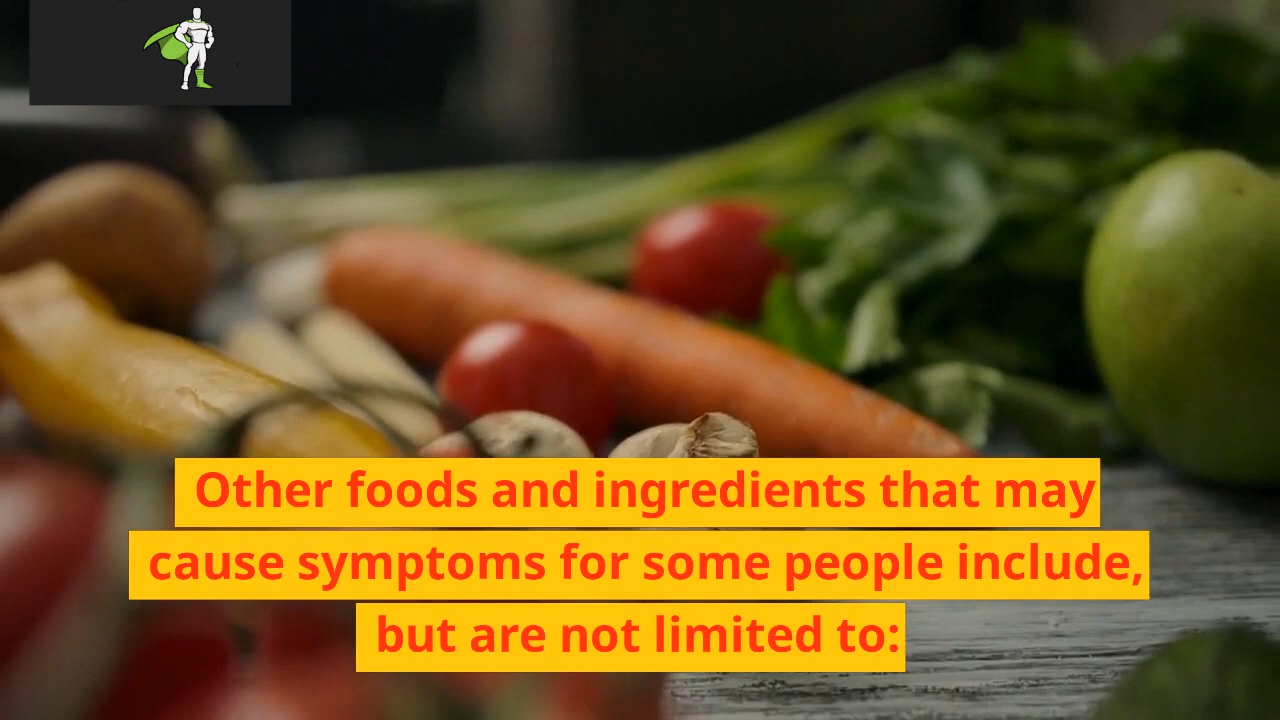 Other foods and ingredients that may
cause symptoms for some people include,
but are not limited to: